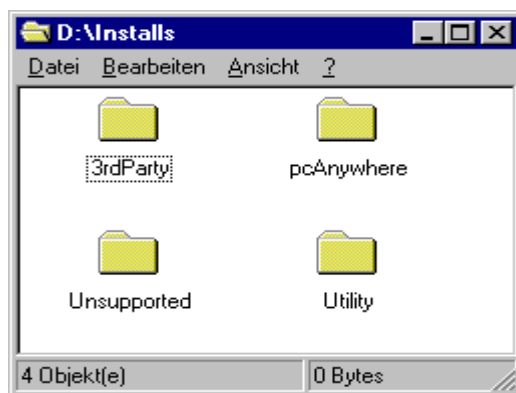 D:\Installs
Datei Bearbeiten Ansicht ?
3rdParty pcAnywhere
Unsupported Utility
4 Objekt(e) 0 Bytes